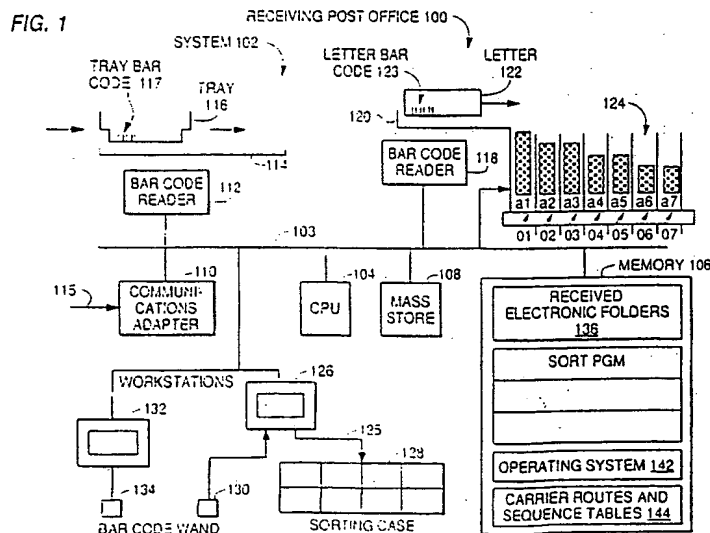 FIG. 1
RECEIVING POST OFFICE 100
SYSTEM 102
TRAY BAR
CODE 117
TRAY
116
LETTER BAR
CODE 123
LETTER
122
120
124
114
BAR CODE
READER
112
BAR CODE
READER
118
a1 a2 a3 a4 a5 a6 a7
01 02 03 04 05 06 07
103
110
104
108
MEMORY 106
115
COMMUNI-
CATIONS
ADAPTER
CPU
MASS
STORE
RECEIVED
ELECTRONIC FOLDERS
136
SORT PGM
WORKSTATIONS
126
132
125
128
OPERATING SYSTEM 142
134
130
CARRIER ROUTES AND
SEQUENCE TABLES 144
BAR CODE WAND
SORTING CASE